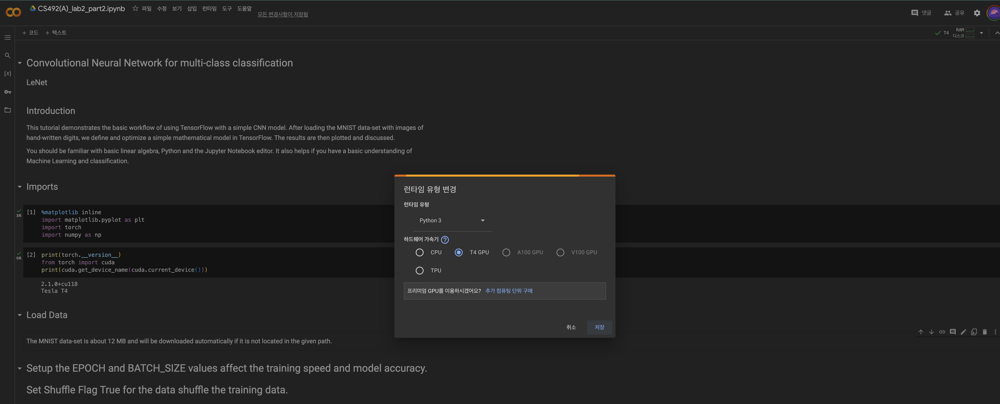 CS492(A)_lab2_part2.ipynb
파일 수정 보기 삽입 런타임 도구 도움말 모든 변경사항이 저장됨
댓글 공유
+ 코드 + 텍스트
T4 RAM
디스크
{x}
Convolutional Neural Network for multi-class classification
LeNet
Introduction
This tutorial demonstrates the basic workflow of using TensorFlow with a simple CNN model. After loading the MNIST data-set with images of
hand-written digits, we define and optimize a simple mathematical model in TensorFlow. The results are then plotted and discussed.
You should be familiar with basic linear algebra, Python and the Jupyter Notebook editor. It also helps if you have a basic understanding of
Machine Learning and classification.
Imports
3초
[1] %matplotlib inline
import matplotlib.pyplot as plt
import torch
import numpy as np
0초
[2] print(torch.__version__)
from torch import cuda
print(cuda.get_device_name(cuda.current_device()))
2.1.0+cu118
Tesla T4
Load Data
The MNIST data-set is about 12 MB and will be downloaded automatically if it is not located in the given path.
Setup the EPOCH and BATCH_SIZE values affect the training speed and model accuracy.
Set Shuffle Flag True for the data shuffle the training data.
런타임 유형 변경
런타임 유형
Python 3
하드웨어 가속기 ?
CPU T4 GPU A100 GPU V100 GPU
TPU
프리미엄 GPU를 이용하시겠어요? 추가 컴퓨팅 단위 구매
취소 저장